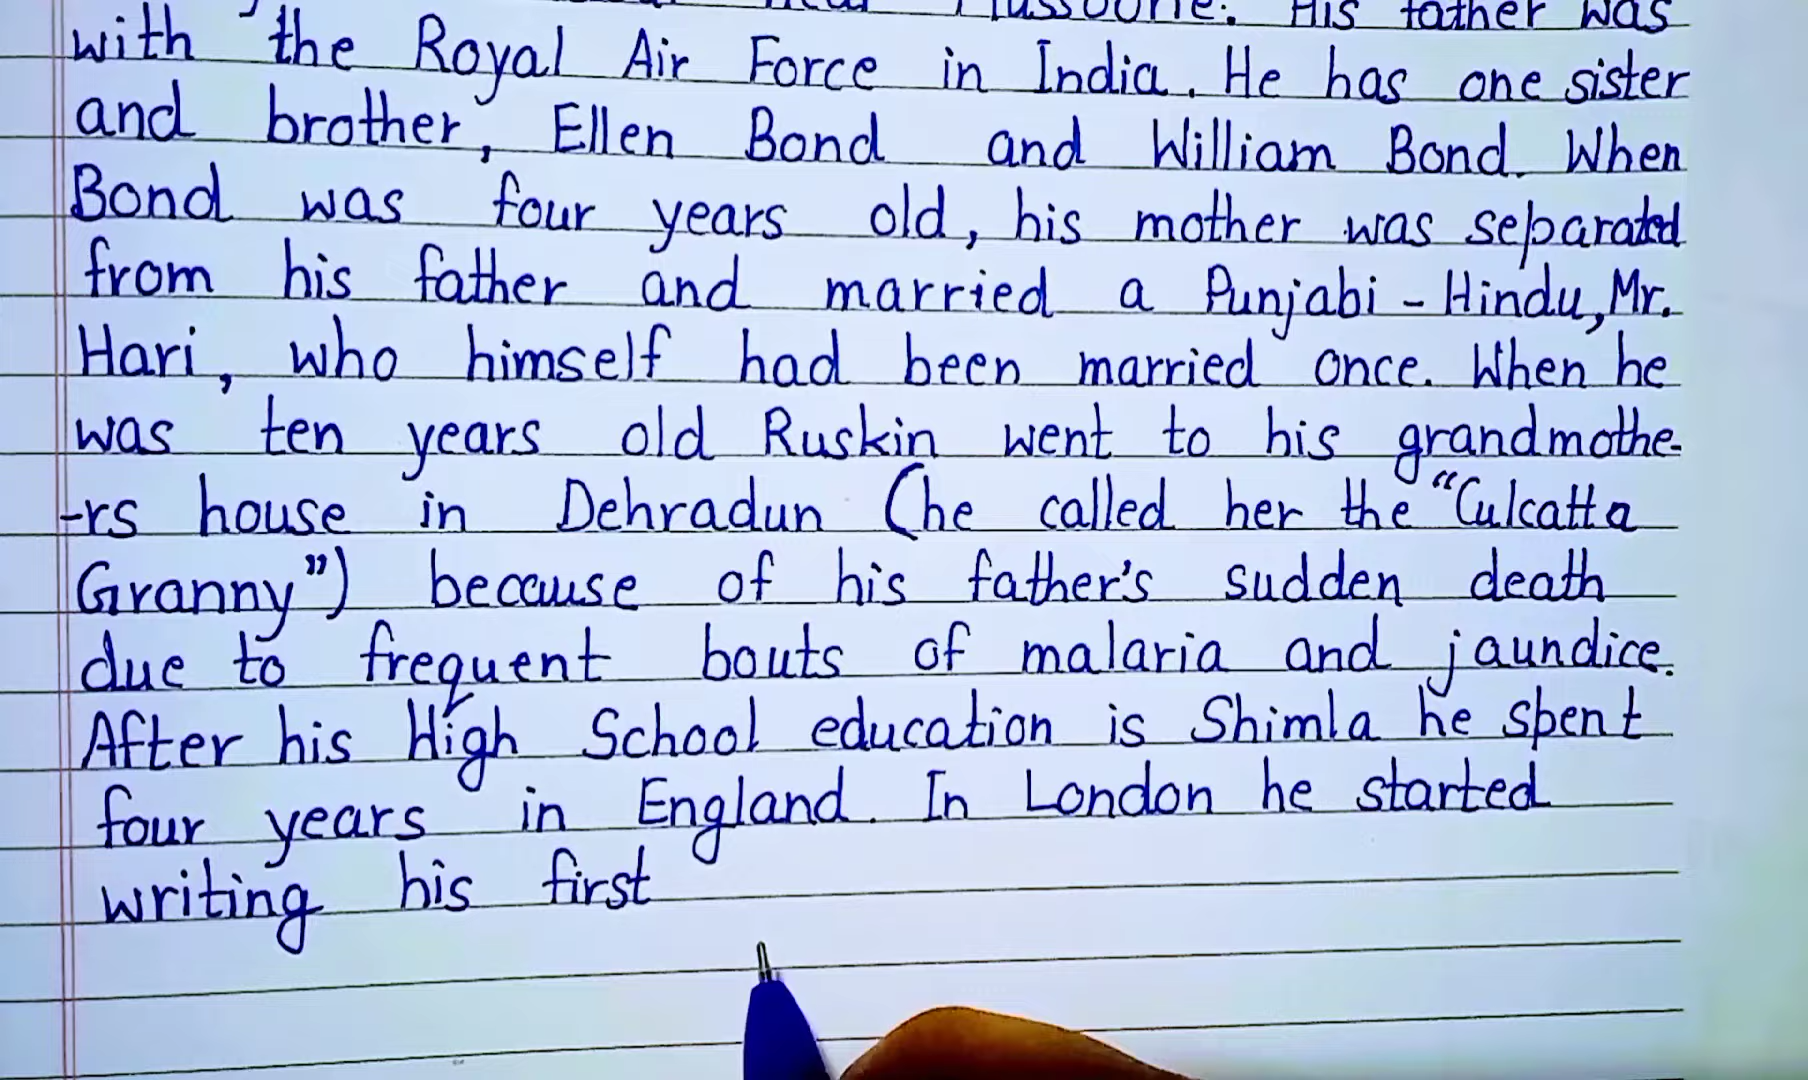 His father was
with the Royal Air Force in India. He has one sister
and brother, Ellen Bond and William Bond. When
Bond was four years old, his mother was separated
from his father and married a Punjabi - Hindu, Mr.
Hari, who himself had been married once. When he
was ten years old Ruskin went to his grandmothe-
-rs house in Dehradun (he called her the "Culcatta
Granny") because of his father's sudden death
due to frequent bouts of malaria and jaundice.
After his High School education is Shimla he spent
four years in England. In London he started
writing his first